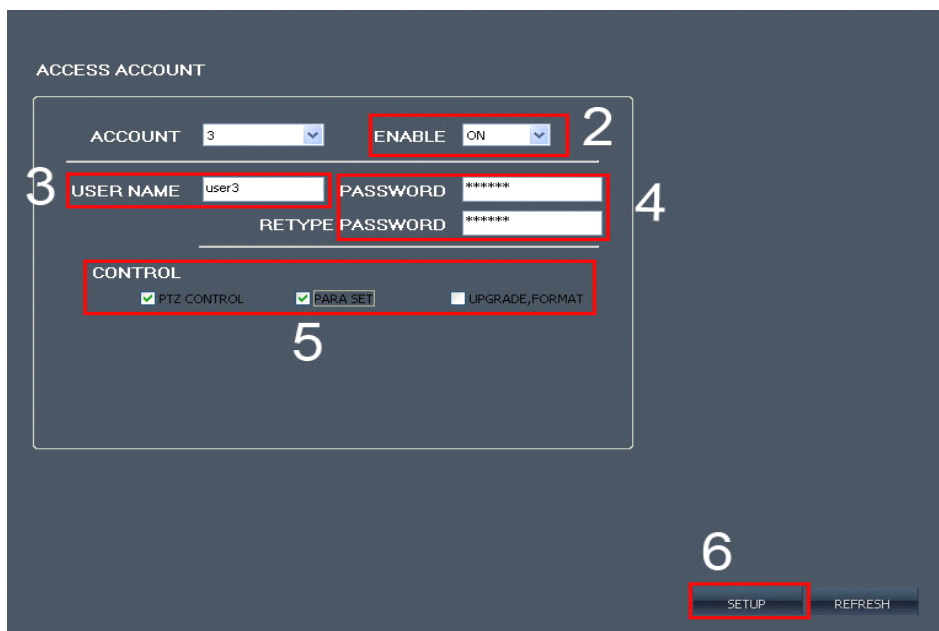 ACCESS ACCOUNT
ACCOUNT 3 ENABLE ON 2
3 USER NAME user3 PASSWORD ****** 4
RETYPE PASSWORD ******
CONTROL
PTZ CONTROL PARA SET UPGRADE,FORMAT
5
6
SETUP REFRESH